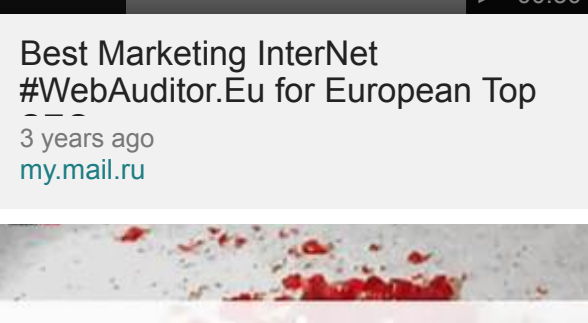 Best Marketing InterNet
#WebAuditor.Eu for European Top
3 years ago
my.mail.ru